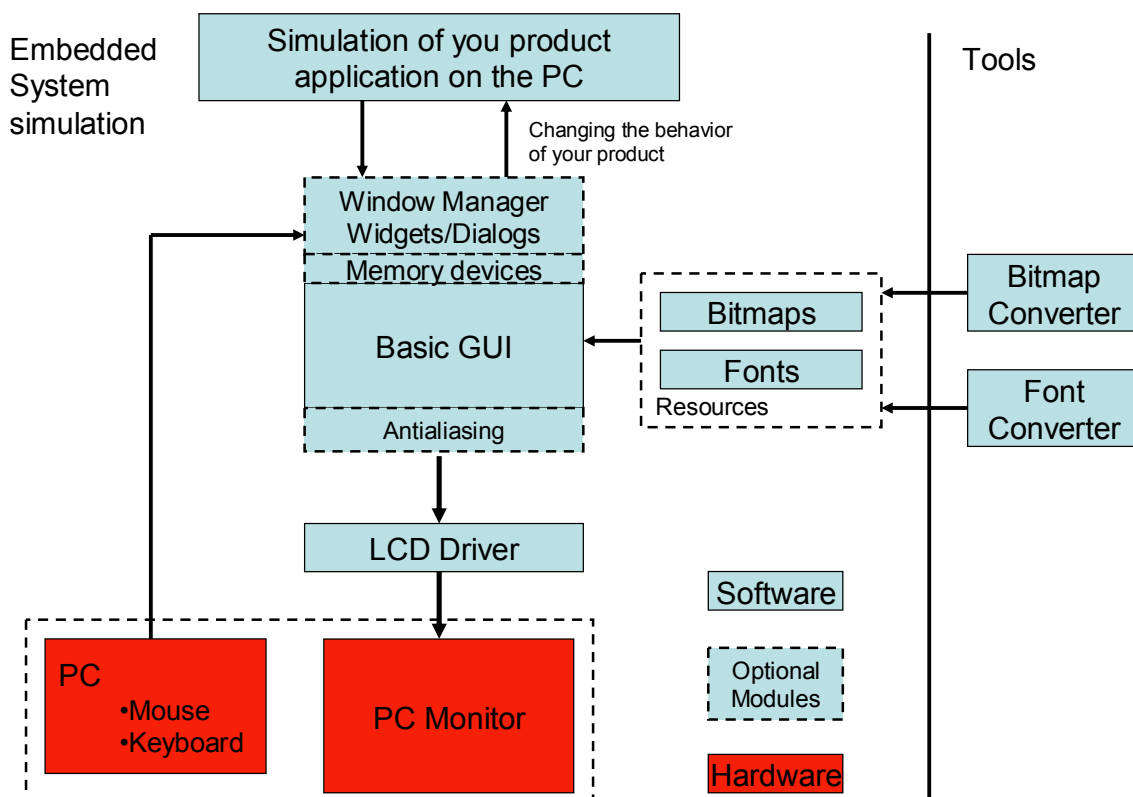 Embedded
System
simulation
Simulation of you product
application on the PC
Tools
Changing the behavior
of your product
Window Manager
Widgets/Dialogs
Memory devices
Basic GUI
Antialiasing
Bitmaps
Fonts
Resources
Bitmap
Converter
Font
Converter
LCD Driver
Software
Optional
Modules
Hardware
PC
•Mouse
•Keyboard
PC Monitor